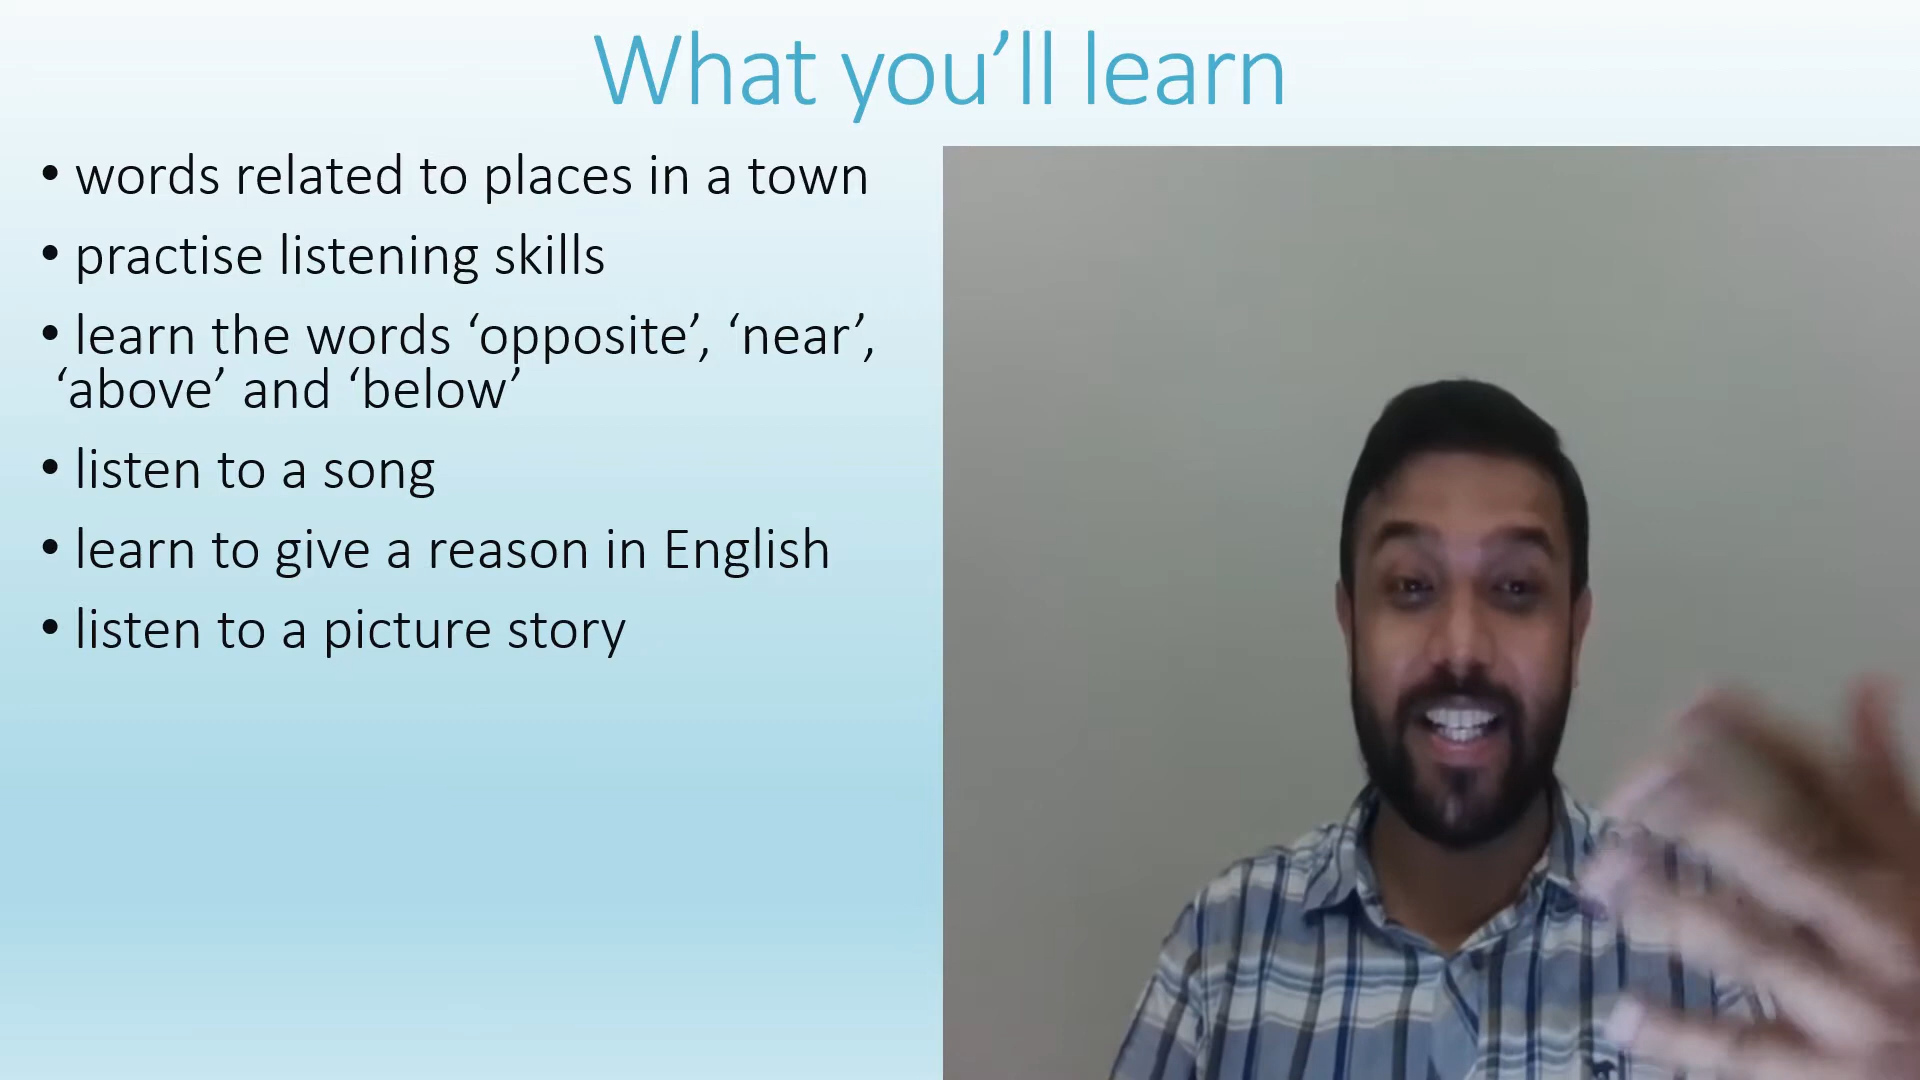 What you’ll learn
• words related to places in a town
• practise listening skills
• learn the words ‘opposite’, ‘near’,
‘above’ and ‘below’
• listen to a song
• learn to give a reason in English
• listen to a picture story